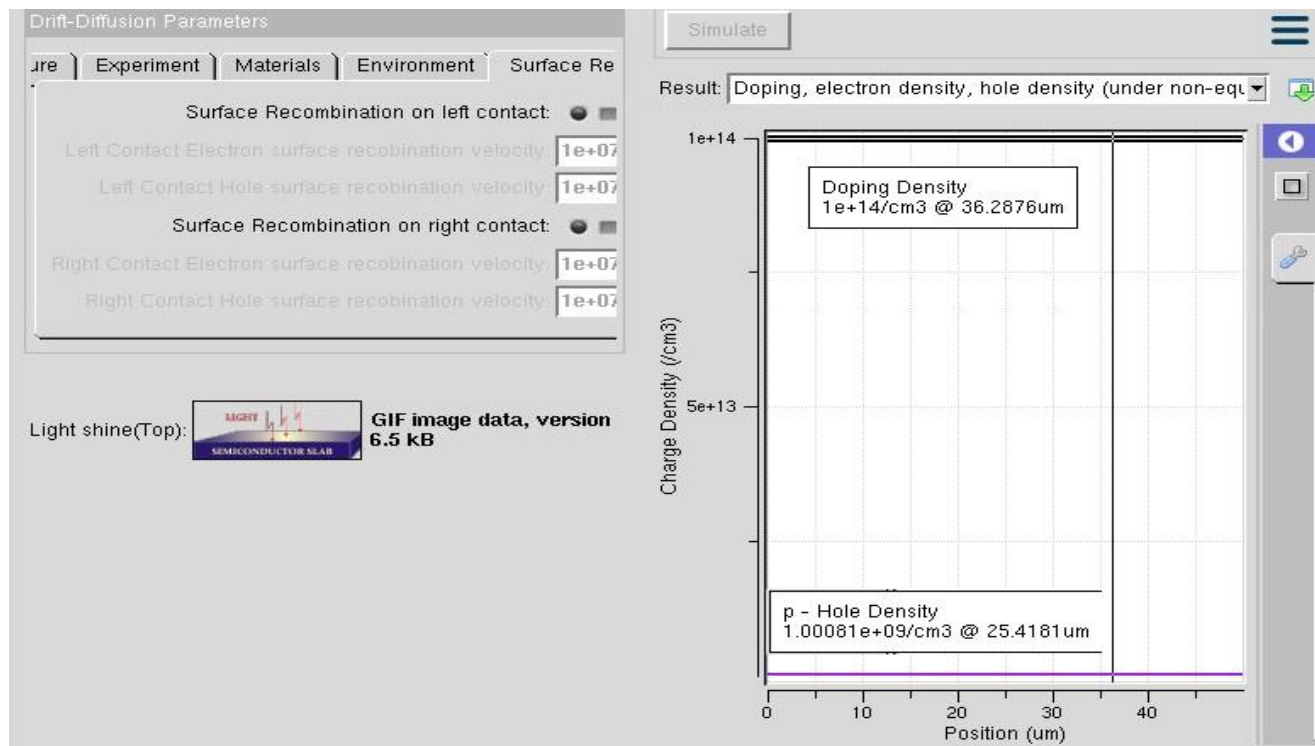 Drift-Diffusion Parameters
ure Experiment Materials Environment Surface Re
Surface Recombination on left contact:
Left Contact Electron surface recobination velocity: 1e+07
Left Contact Hole surface recobination velocity: 1e+07
Surface Recombination on right contact:
Right Contact Electron surface recobination velocity: 1e+07
Right Contact Hole surface recobination velocity: 1e+07
Light shine(Top):
LIGHT
SEMICONDUCTOR SLAB
GIF image data, version
6.5 kB
Simulate
Result: Doping, electron density, hole density (under non-equ
1e+14
Doping Density
1e+14/cm3 @ 36.2876um
Charge Density (/cm3)
5e+13
p - Hole Density
1.00081e+09/cm3 @ 25.4181um
0 10 20 30 40
Position (um)